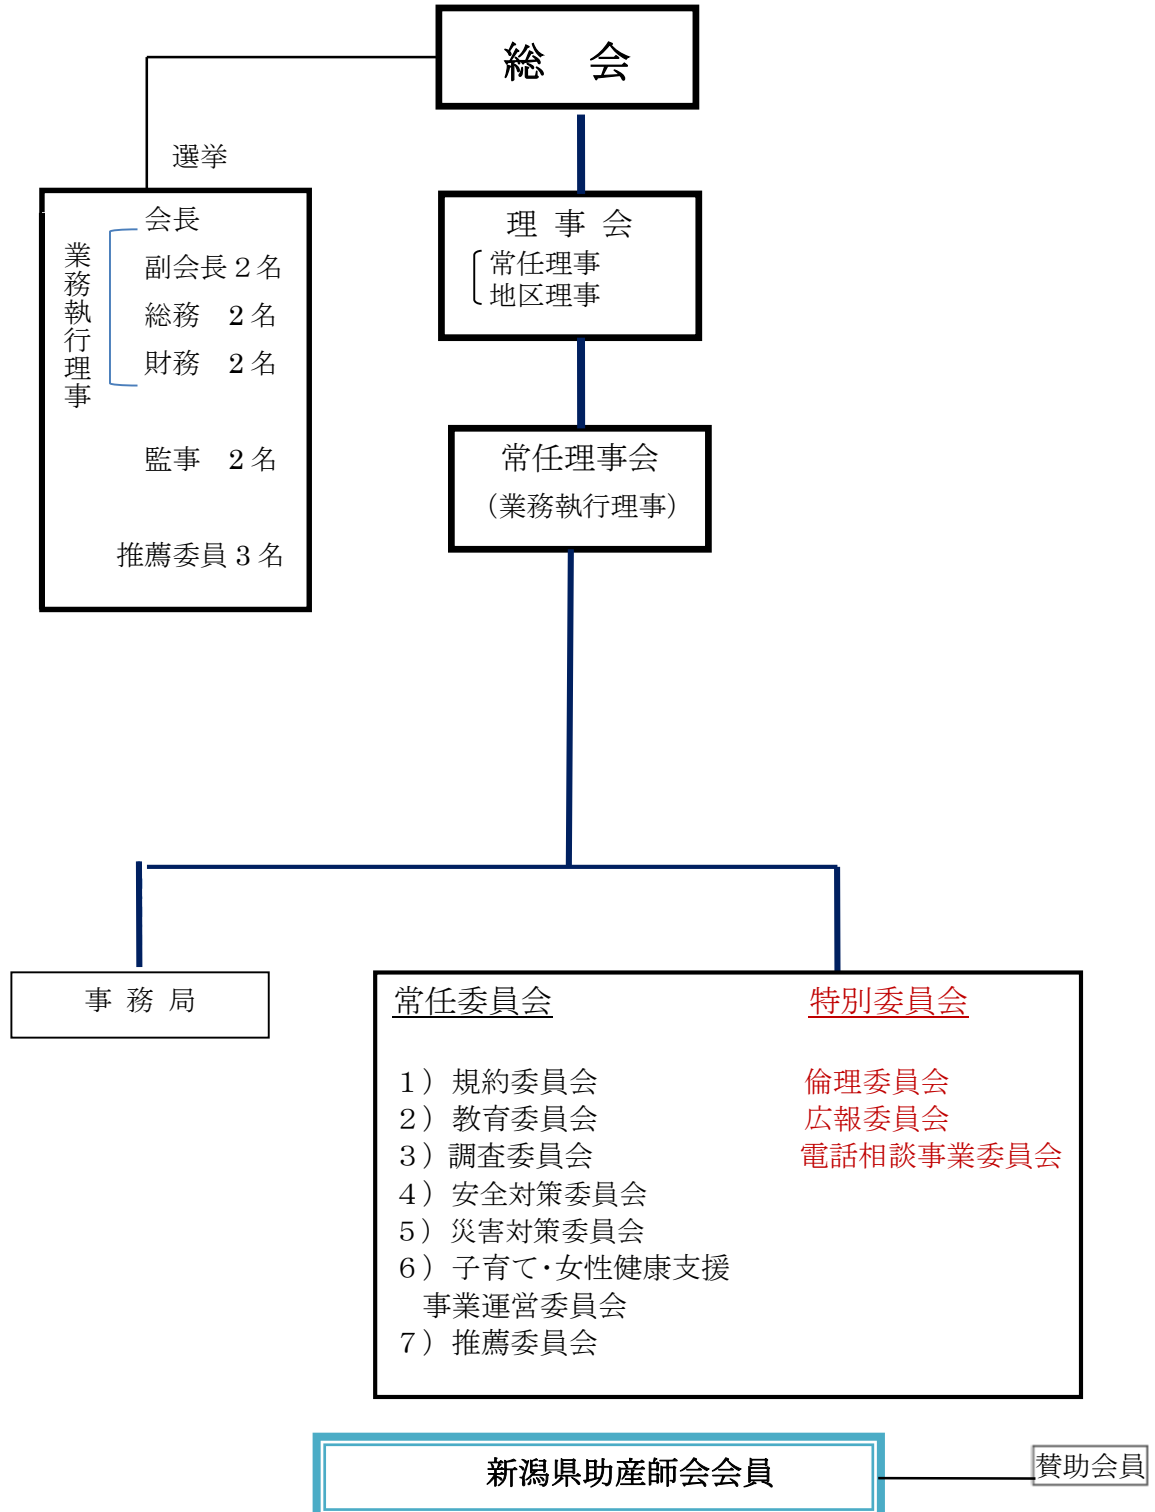 総　会
選挙
業務執行理事
会長
副会長２名
総務　２名
財務　２名
監事　２名
推薦委員３名
理 事 会
常任理事
地区理事
常任理事会
（業務執行理事）
事 務 局
常任委員会
１）規約委員会
２）教育委員会
３）調査委員会
４）安全対策委員会
５）災害対策委員会
６）子育て・女性健康支援
事業運営委員会
７）推薦委員会
特別委員会
倫理委員会
広報委員会
電話相談事業委員会
新潟県助産師会会員
賛助会員